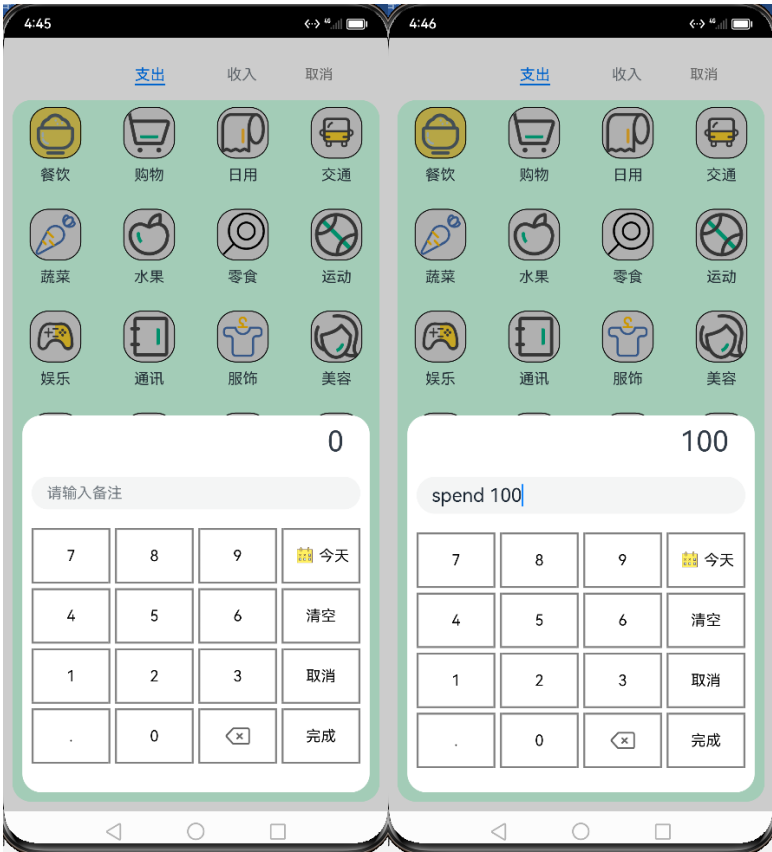 4:45
支出 收入 取消
餐饮 购物 日用 交通
蔬菜 水果 零食 运动
娱乐 通讯 服饰 美容
0
请输入备注
7 8 9 今天
4 5 6 清空
1 2 3 取消
. 0 完成
4:46
支出 收入 取消
餐饮 购物 日用 交通
蔬菜 水果 零食 运动
娱乐 通讯 服饰 美容
100
spend 100
7 8 9 今天
4 5 6 清空
1 2 3 取消
. 0 完成